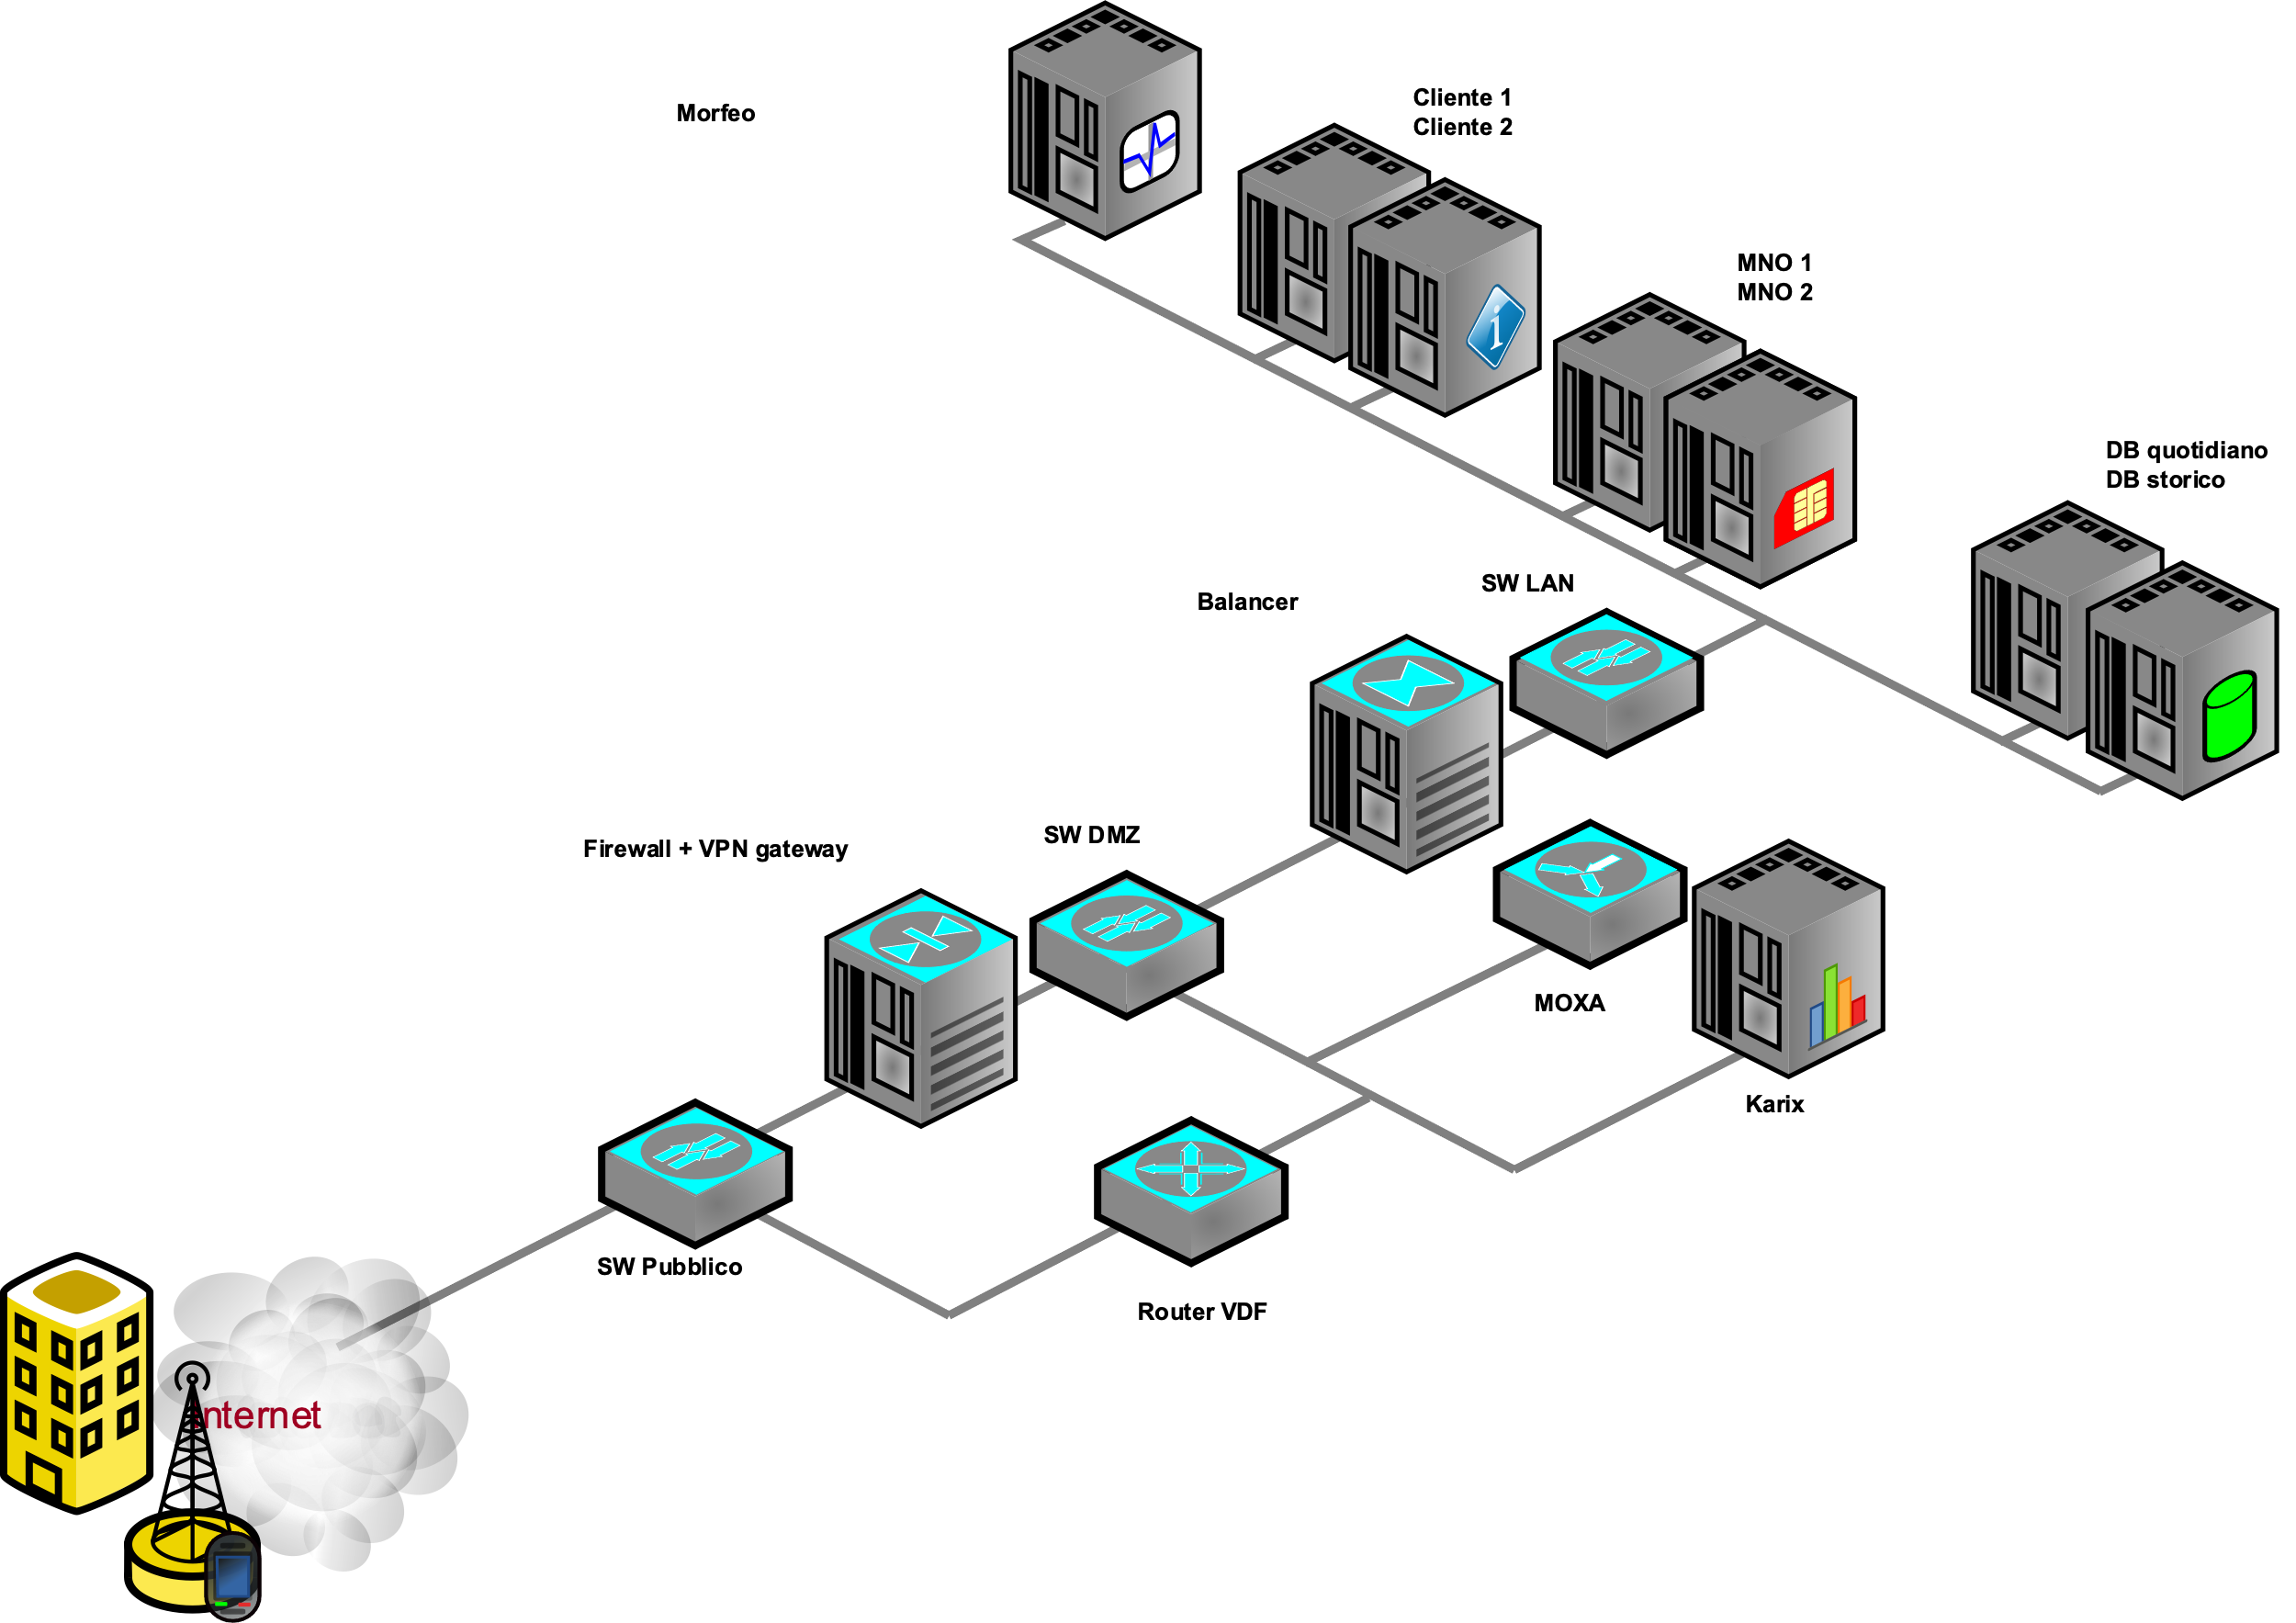 Morfeo
Cliente 1
Cliente 2
MNO 1
MNO 2
DB quotidiano
DB storico
SW LAN
Balancer
SW DMZ
Firewall + VPN gateway
MOXA
Karix
SW Pubblico
Router VDF
Internet